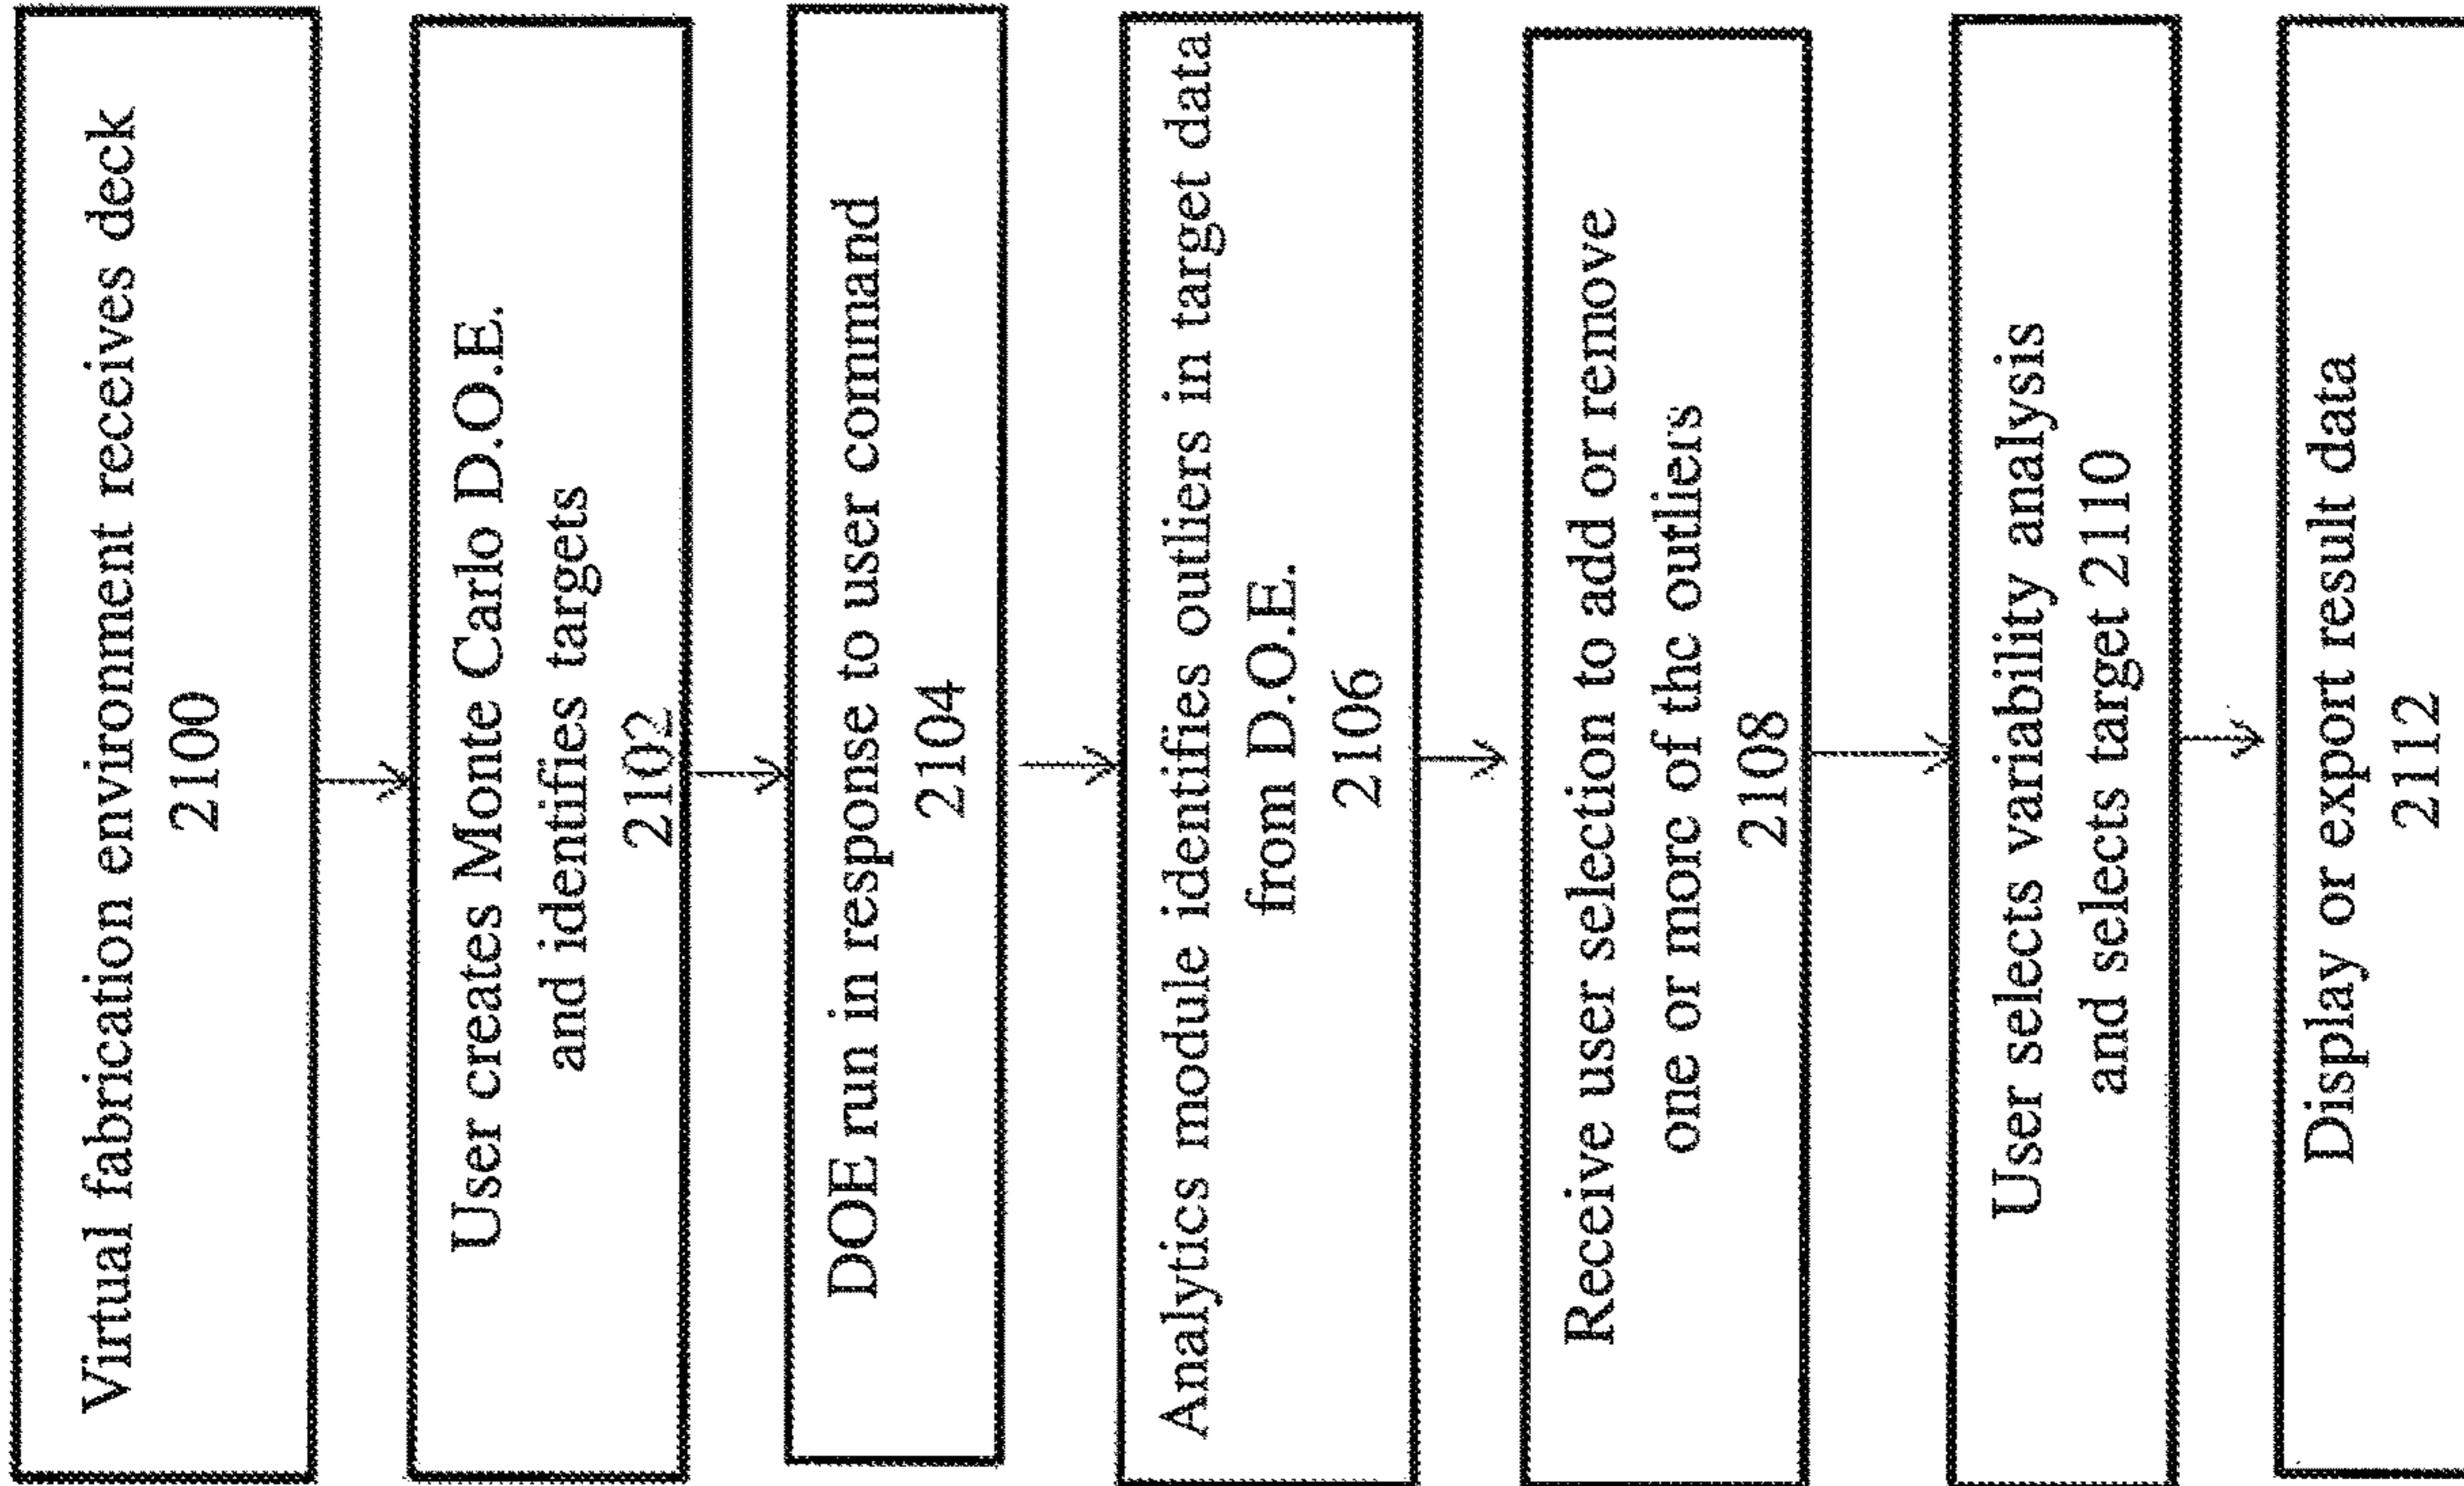 Virtual fabrication environment receives deck
2100
User creates Monte Carlo D.O.E.
and identifies targets
2102
DOE run in response to user command
2104
Analytics module identifies outliers in target data
from D.O.E.
2106
Receive user selection to add or remove
one or more of the outliers
2108
User selects variability analysis
and selects target 2110
Display or export result data
2112